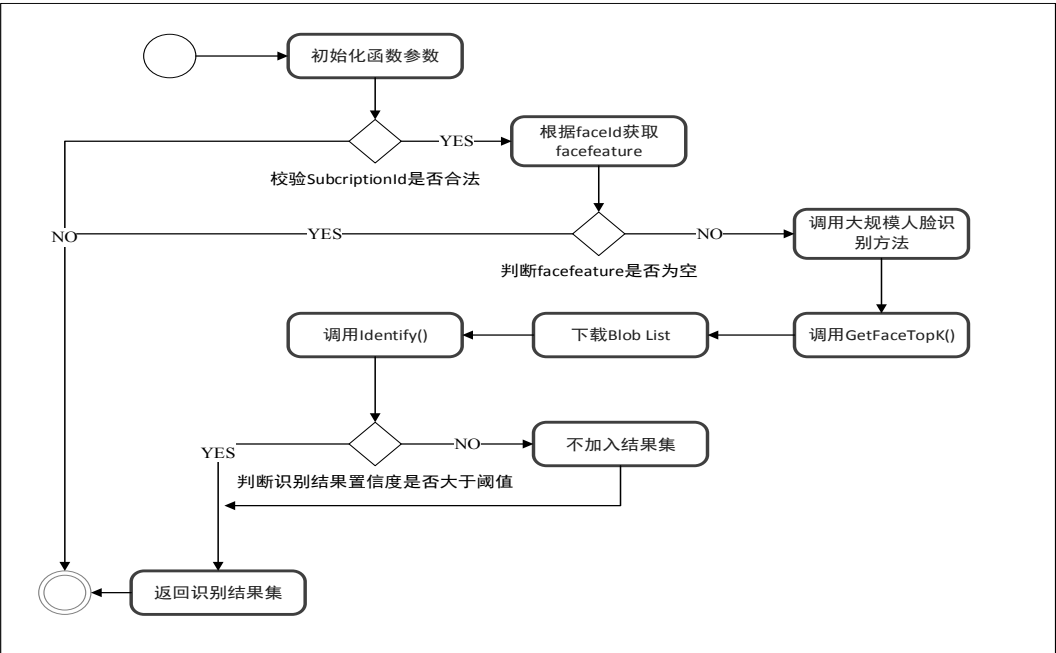 初始化函数参数
YES
根据faceId获取
facefeature
校验SubcriptionId是否合法
NO
YES
NO
调用大规模人脸识
别方法
判断facefeature是否为空
调用Identify()
下载Blob List
调用GetFaceTopK()
YES
NO
不加入结果集
判断识别结果置信度是否大于阈值
返回识别结果集